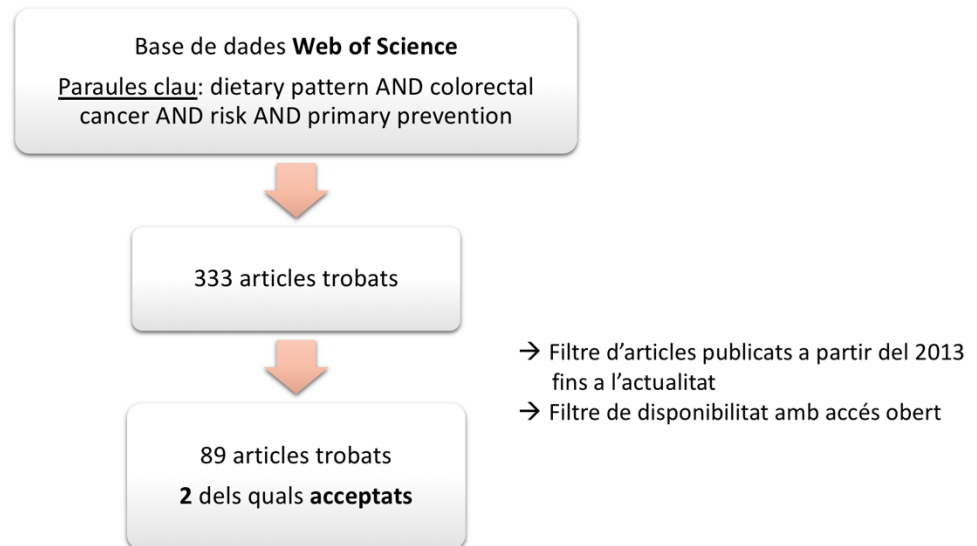 Base de dades Web of Science
Paraules clau: dietary pattern AND colorectal
cancer AND risk AND primary prevention
333 articles trobats
→ Filtre d’articles publicats a partir del 2013
fins a l’actualitat
→ Filtre de disponibilitat amb accés obert
89 articles trobats
2 dels quals acceptats